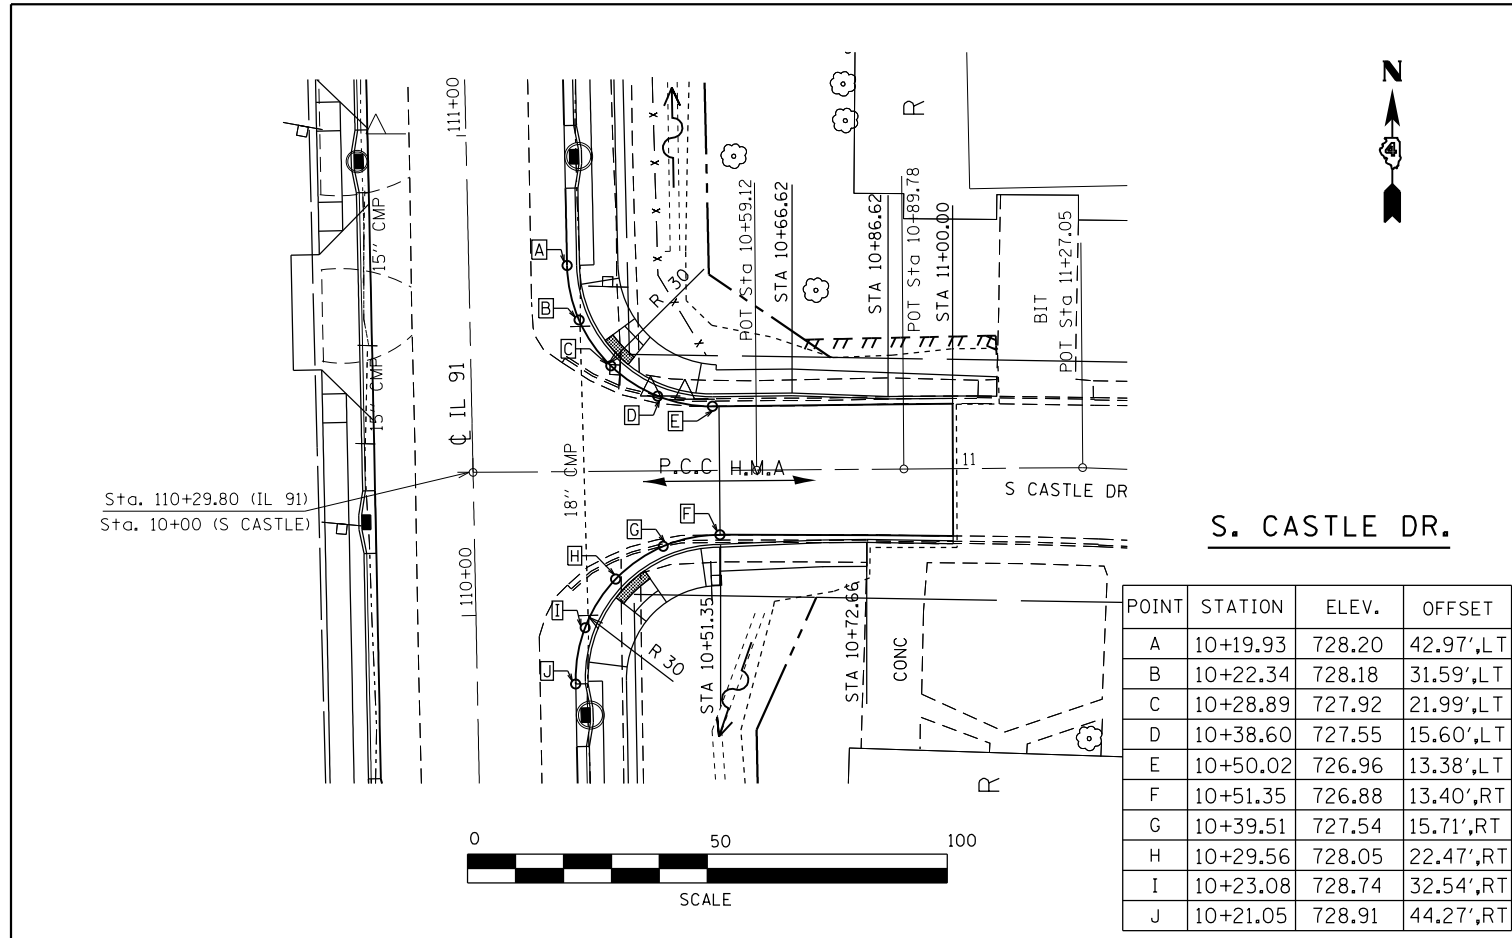 N
4
111+00
15'' CMP
A
B
C
D
E
R 30
POT Sta 10+59.12
STA 10+66.62
STA 10+86.62
POT Sta 10+89.78
STA 11+00.00
R
BIT
POT Sta 11+27.05
15'' CMP
℄ IL 91
18'' CMP
P.C.C H.M.A
11
S CASTLE DR
Sta. 110+29.80 (IL 91)
Sta. 10+00 (S CASTLE)
110+00
F
G
H
I
J
R 30
STA 10+51.35
STA 10+72.66
CONC
R
0 50 100
SCALE
S. CASTLE DR.
POINT STATION ELEV. OFFSET
A 10+19.93 728.20 42.97',LT
B 10+22.34 728.18 31.59',LT
C 10+28.89 727.92 21.99',LT
D 10+38.60 727.55 15.60',LT
E 10+50.02 726.96 13.38',LT
F 10+51.35 726.88 13.40',RT
G 10+39.51 727.54 15.71',RT
H 10+29.56 728.05 22.47',RT
I 10+23.08 728.74 32.54',RT
J 10+21.05 728.91 44.27',RT